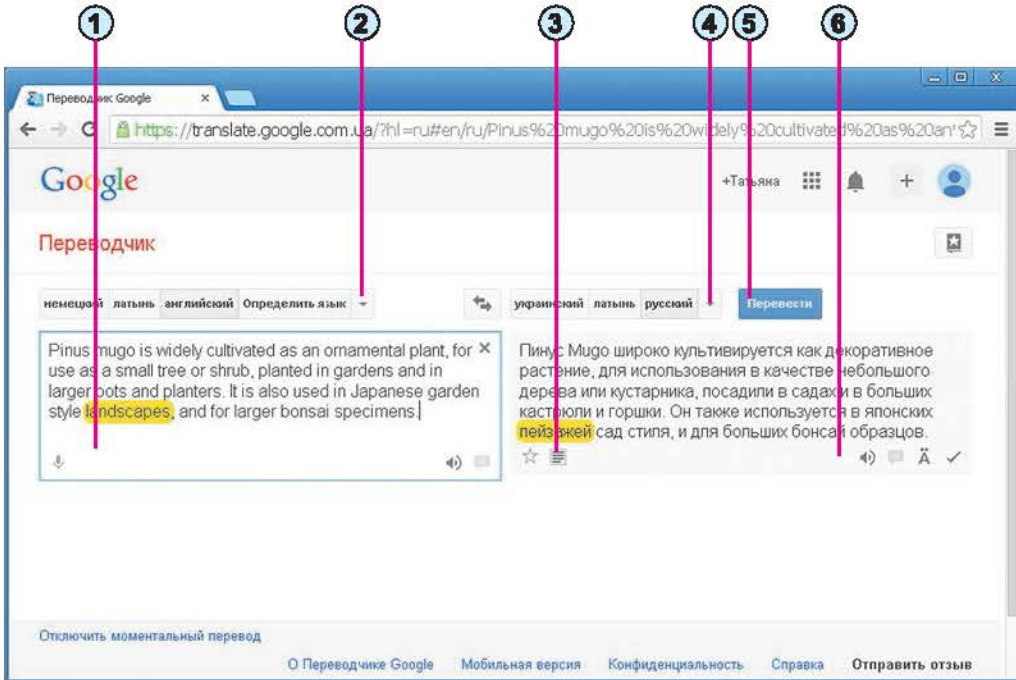 1 2 3 4 5 6
Переводчик Google
https://translate.google.com.ua/?hl=ru#en/ru/Pinus%20mugo%20is%20widely%20cultivated%20as%20an
Google +Татьяна
Переводчик
немецкий латынь английский Определить язык украинский латынь русский Перевести
Pinus mugo is widely cultivated as an ornamental plant, for
use as a small tree or shrub, planted in gardens and in
larger pots and planters. It is also used in Japanese garden
style landscapes, and for larger bonsai specimens.
Пинус Mugo широко культивируется как декоративное
растение, для использования в качестве небольшого
дерева или кустарника, посадили в садах и в больших
кастрюли и горшки. Он также используется в японских
пейзажей сад стиля, и для больших бонсай образцов.
Ä
Отключить моментальный перевод
О Переводчике Google Мобильная версия Конфиденциальность Справка Отправить отзыв